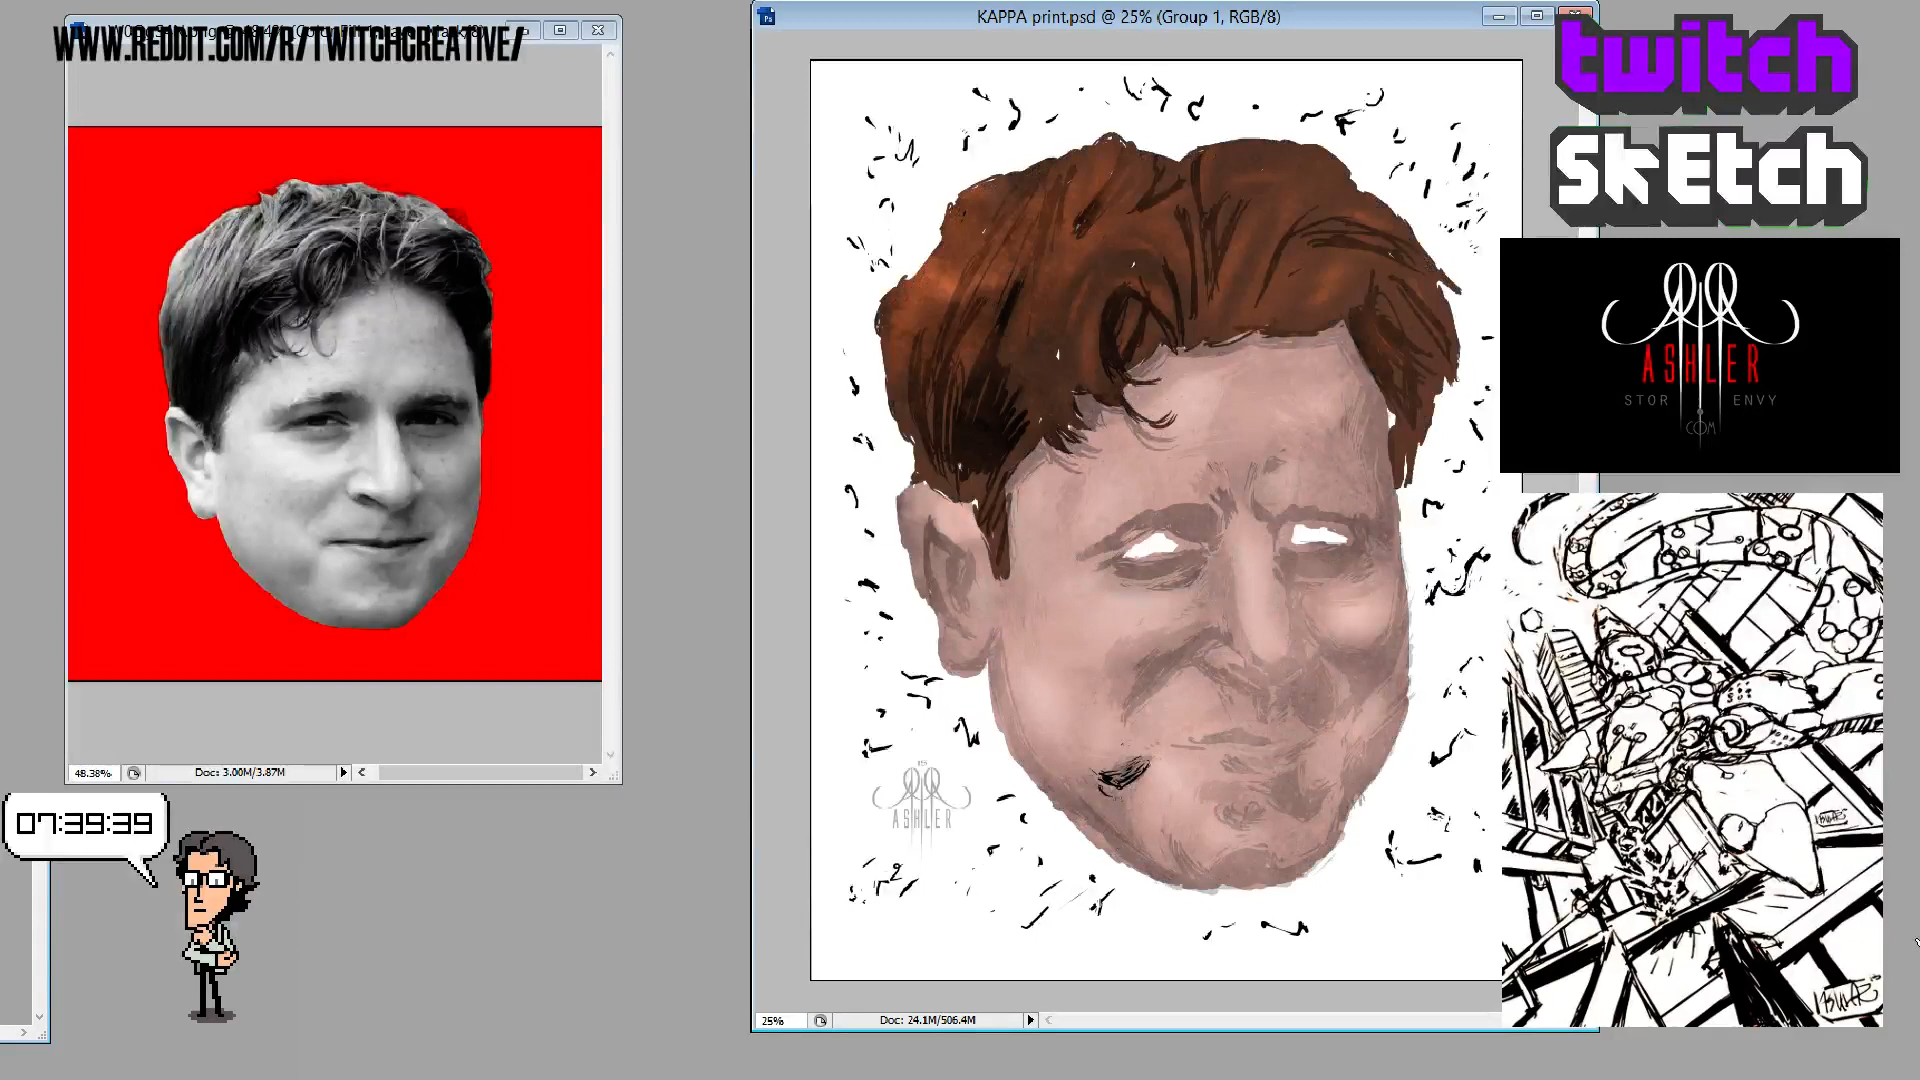 WWW.REDDIT.COM/R/TWITCHCREATIVE/
KAPPA print.psd @ 25% (Group 1, RGB/8)
twitch
SkEtch
ASHLER
STOR ENVY
COM
48.38%
Doc: 3.00M/3.87M
07:39:39
ASHLER
25%
Doc: 24.1M/506.4M